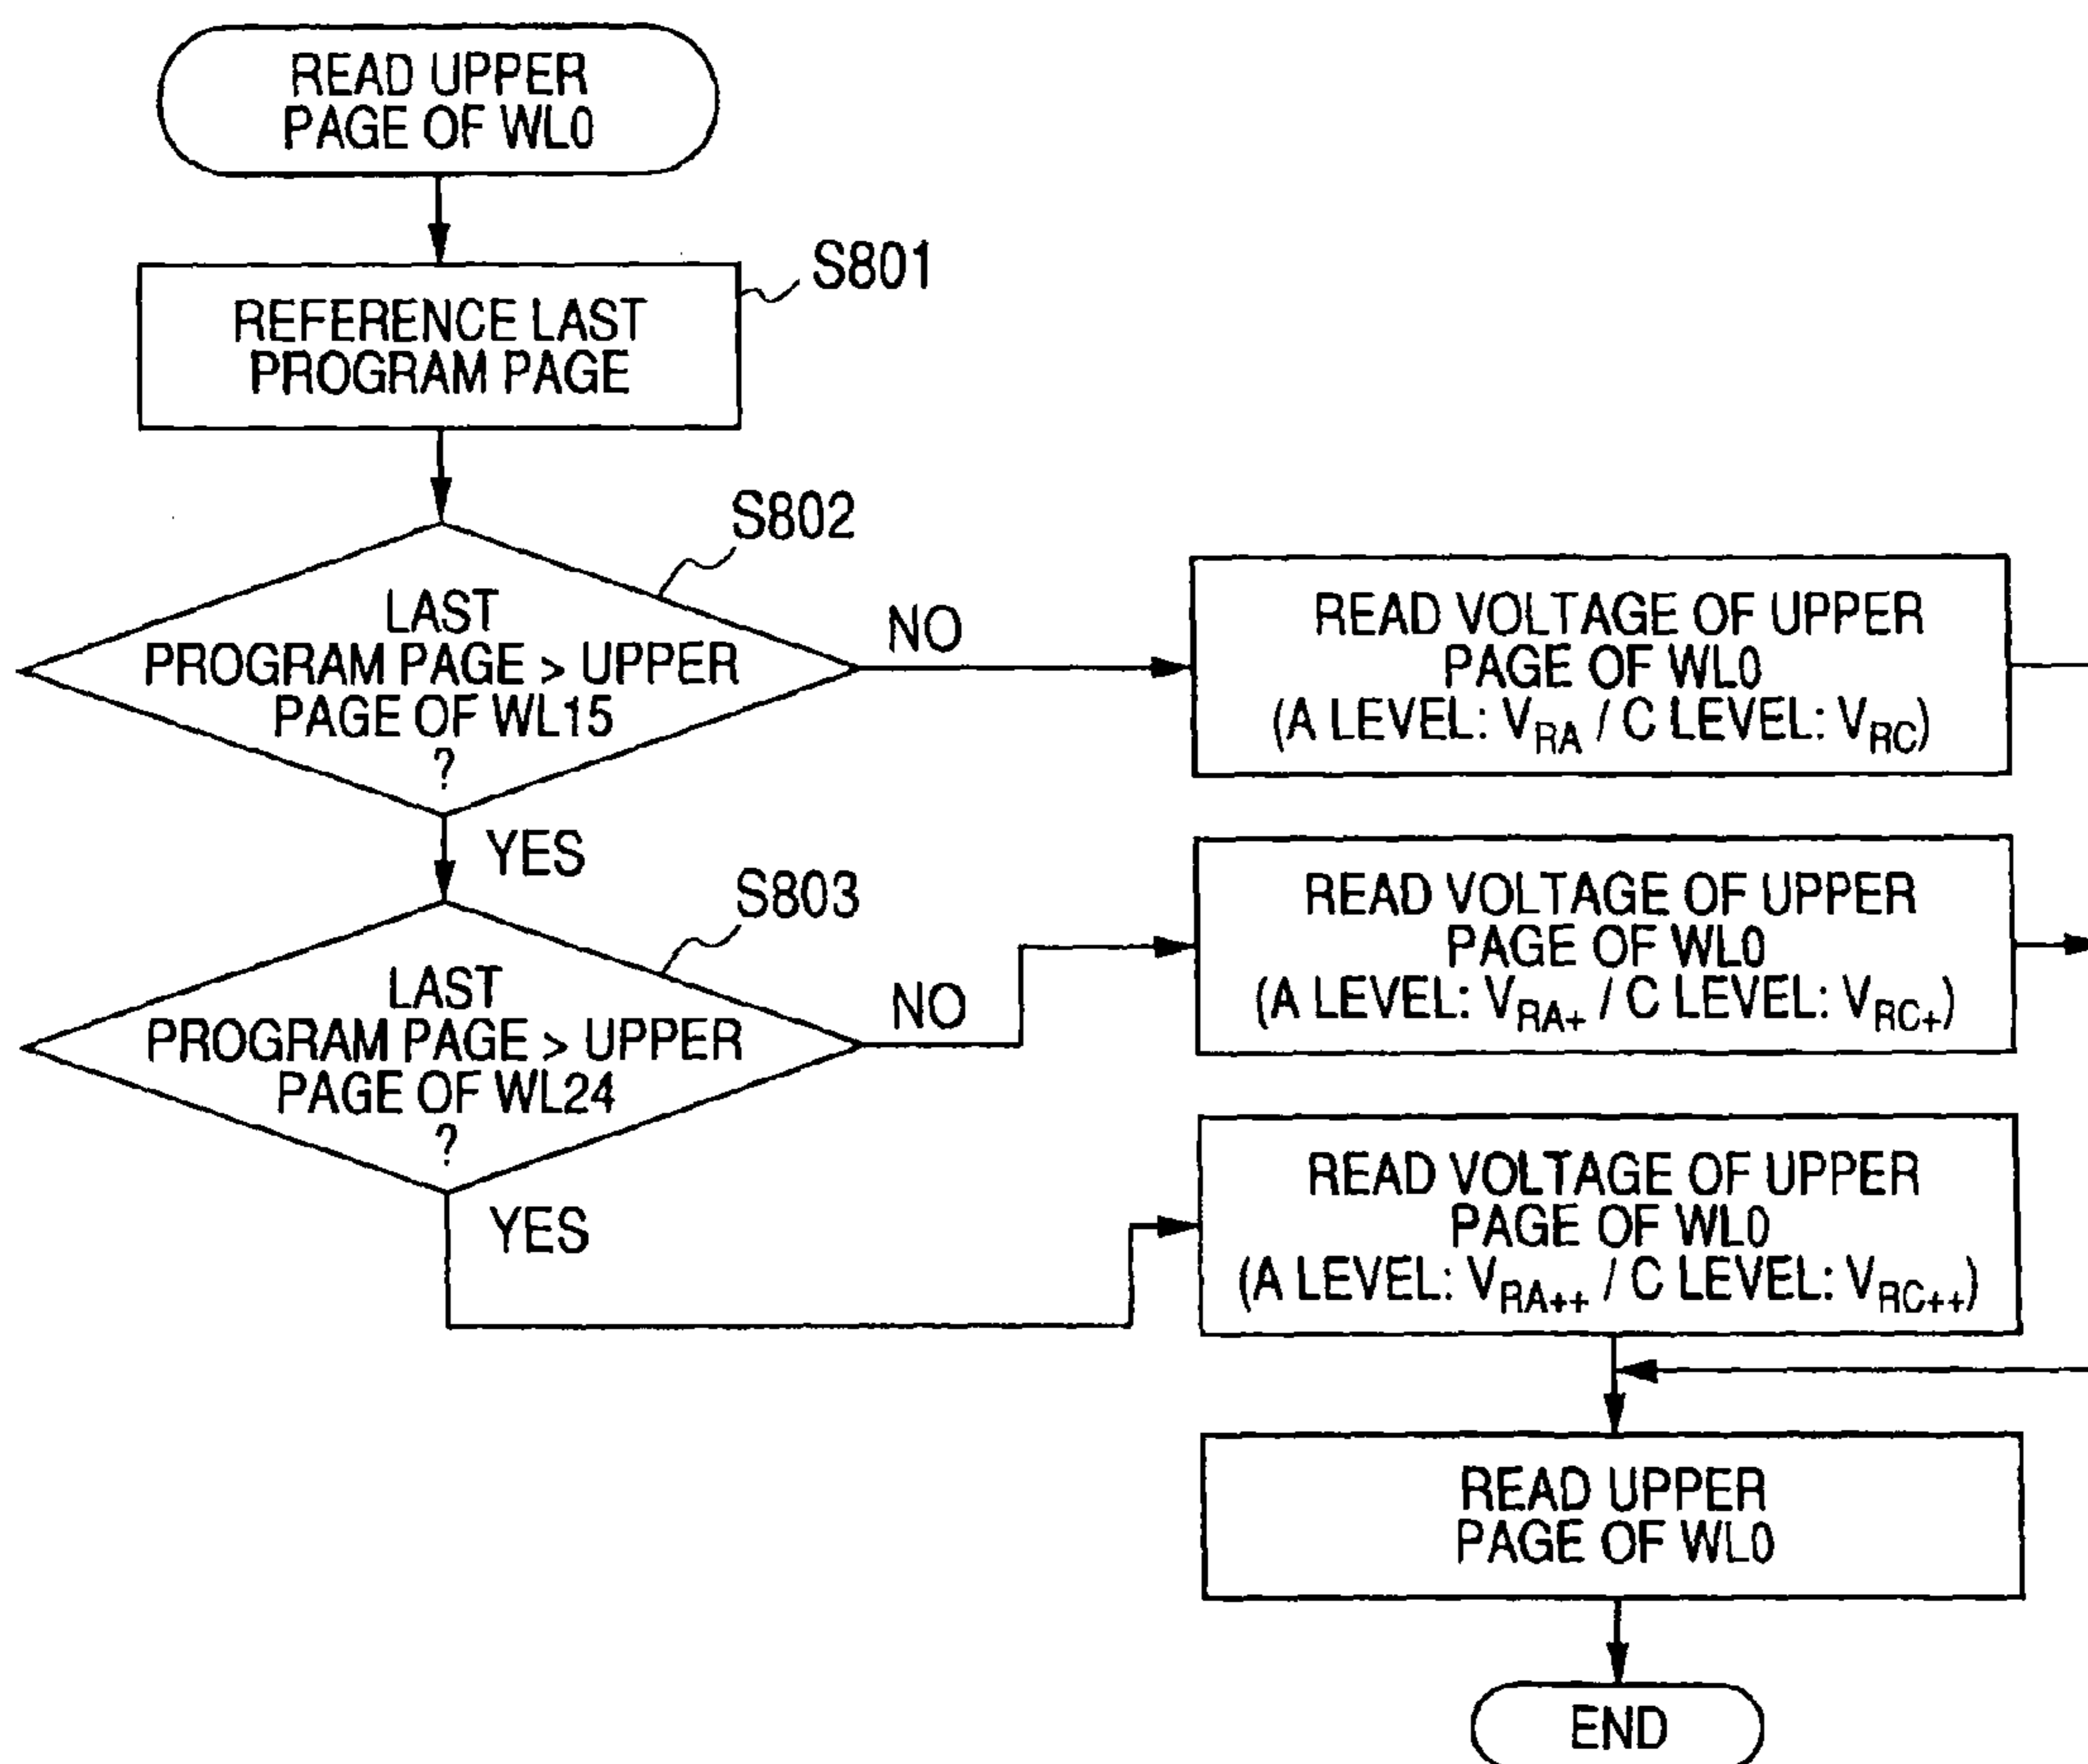 READ UPPER
PAGE OF WL0
S801
REFERENCE LAST
PROGRAM PAGE
S802
LAST
PROGRAM PAGE > UPPER
PAGE OF WL15
?
NO
READ VOLTAGE OF UPPER
PAGE OF WL0
(A LEVEL: VRA / C LEVEL: VRC)
YES
S803
LAST
PROGRAM PAGE > UPPER
PAGE OF WL24
?
NO
READ VOLTAGE OF UPPER
PAGE OF WL0
(A LEVEL: VRA+ / C LEVEL: VRC+)
YES
READ VOLTAGE OF UPPER
PAGE OF WL0
(A LEVEL: VRA++ / C LEVEL: VRC++)
READ UPPER
PAGE OF WL0
END